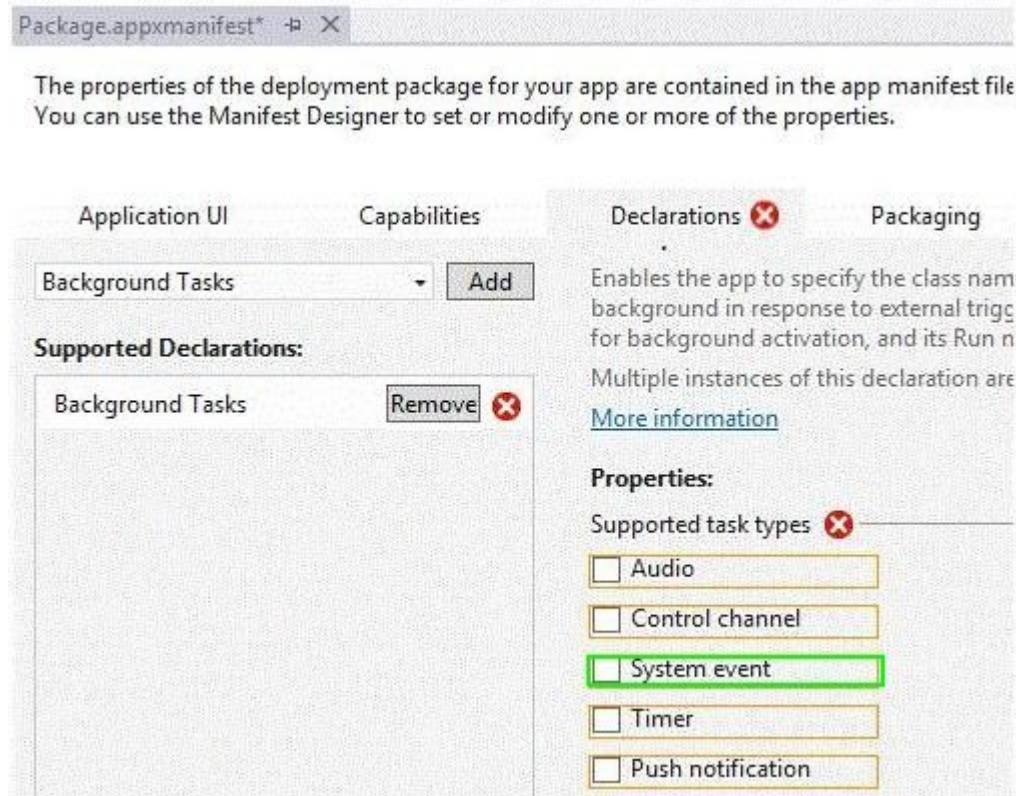 Package.appxmanifest*
The properties of the deployment package for your app are contained in the app manifest file
You can use the Manifest Designer to set or modify one or more of the properties.
Application UI Capabilities Declarations Packaging
Background Tasks Add
Supported Declarations:
Background Tasks Remove
Enables the app to specify the class nam
background in response to external trigg
for background activation, and its Run n
Multiple instances of this declaration are
More information
Properties:
Supported task types
Audio
Control channel
System event
Timer
Push notification